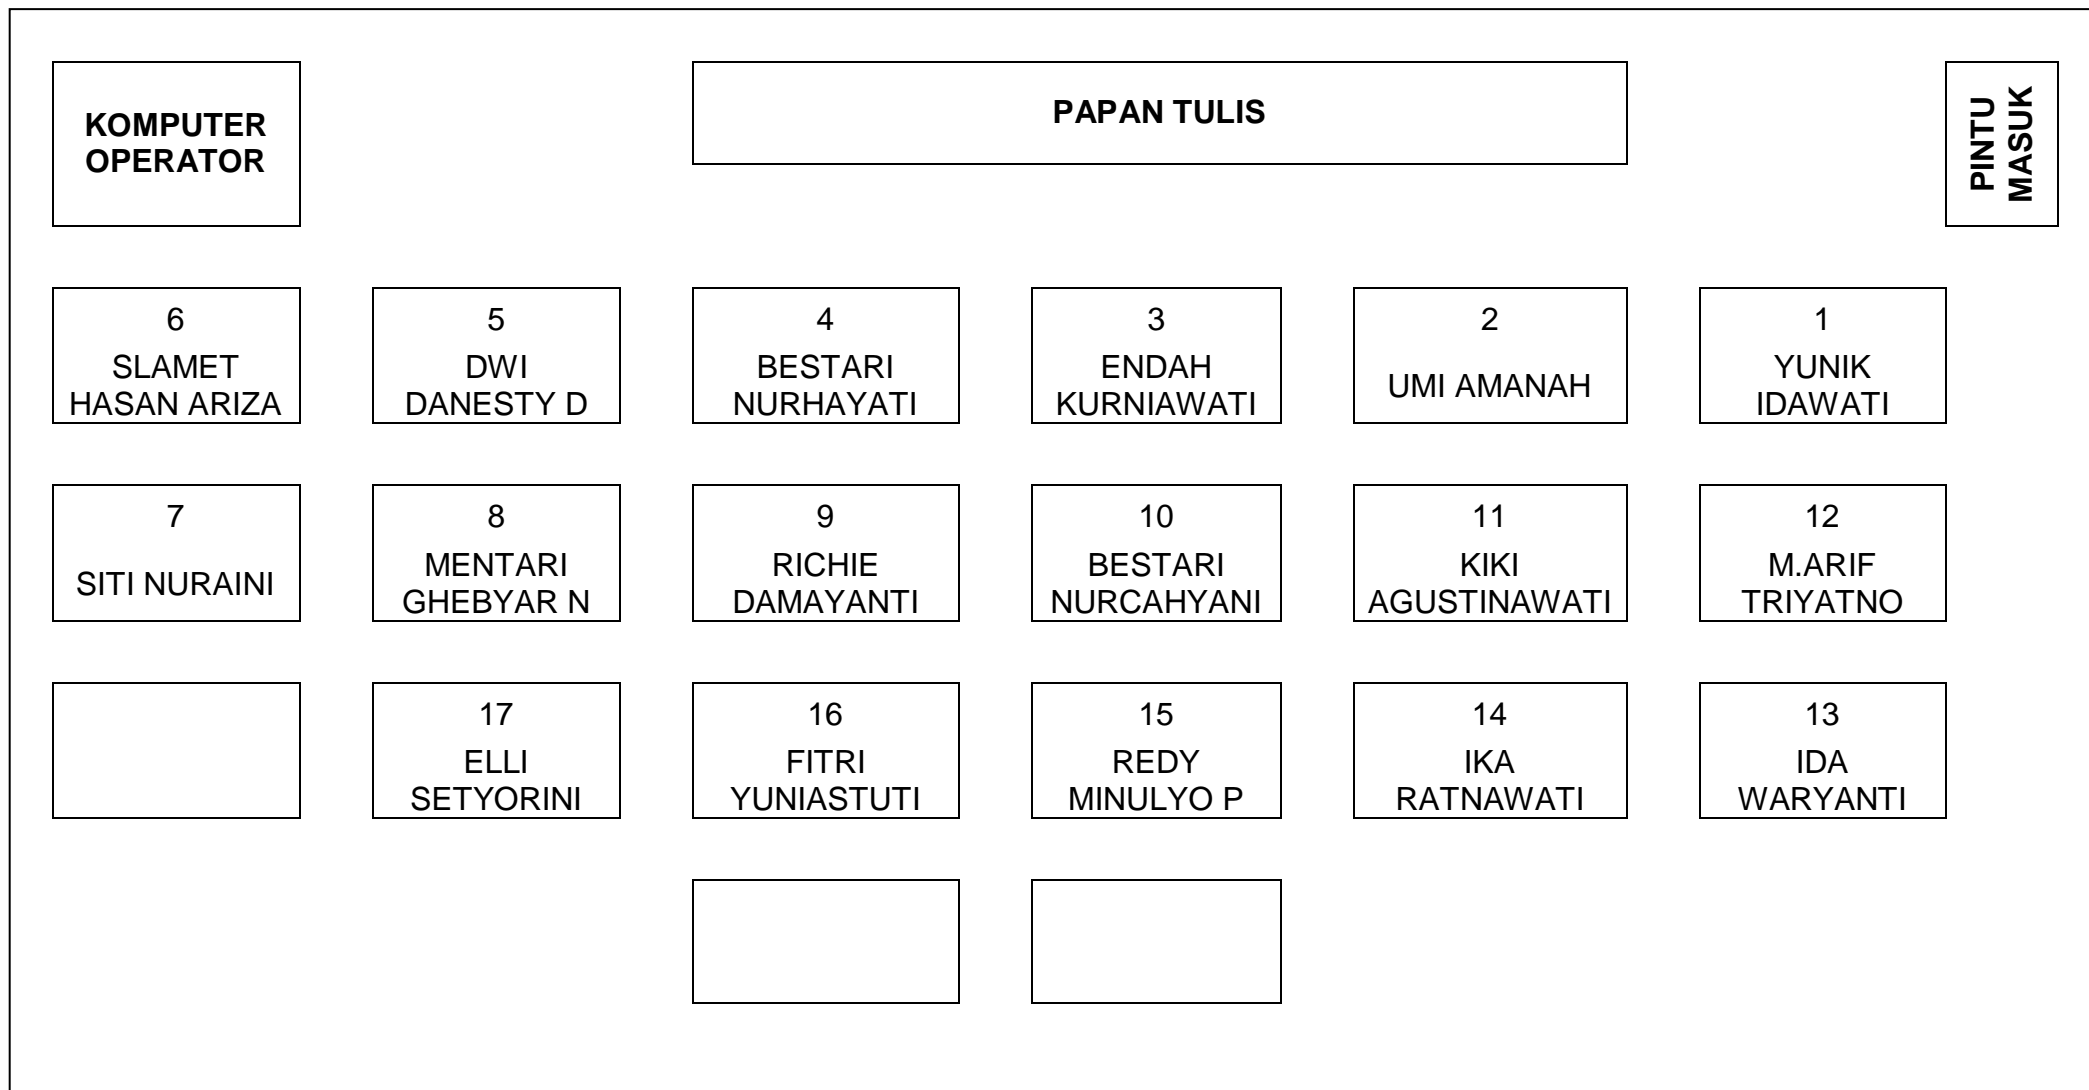 KOMPUTER
OPERATOR
PAPAN TULIS
PINTU
MASUK
6
SLAMET
HASAN ARIZA
5
DWI
DANESTY D
4
BESTARI
NURHAYATI
3
ENDAH
KURNIAWATI
2
UMI AMANAH
1
YUNIK
IDAWATI
7
SITI NURAINI
8
MENTARI
GHEBYAR N
9
RICHIE
DAMAYANTI
10
BESTARI
NURCAHYANI
11
KIKI
AGUSTINAWATI
12
M.ARIF
TRIYATNO
17
ELLI
SETYORINI
16
FITRI
YUNIASTUTI
15
REDY
MINULYO P
14
IKA
RATNAWATI
13
IDA
WARYANTI